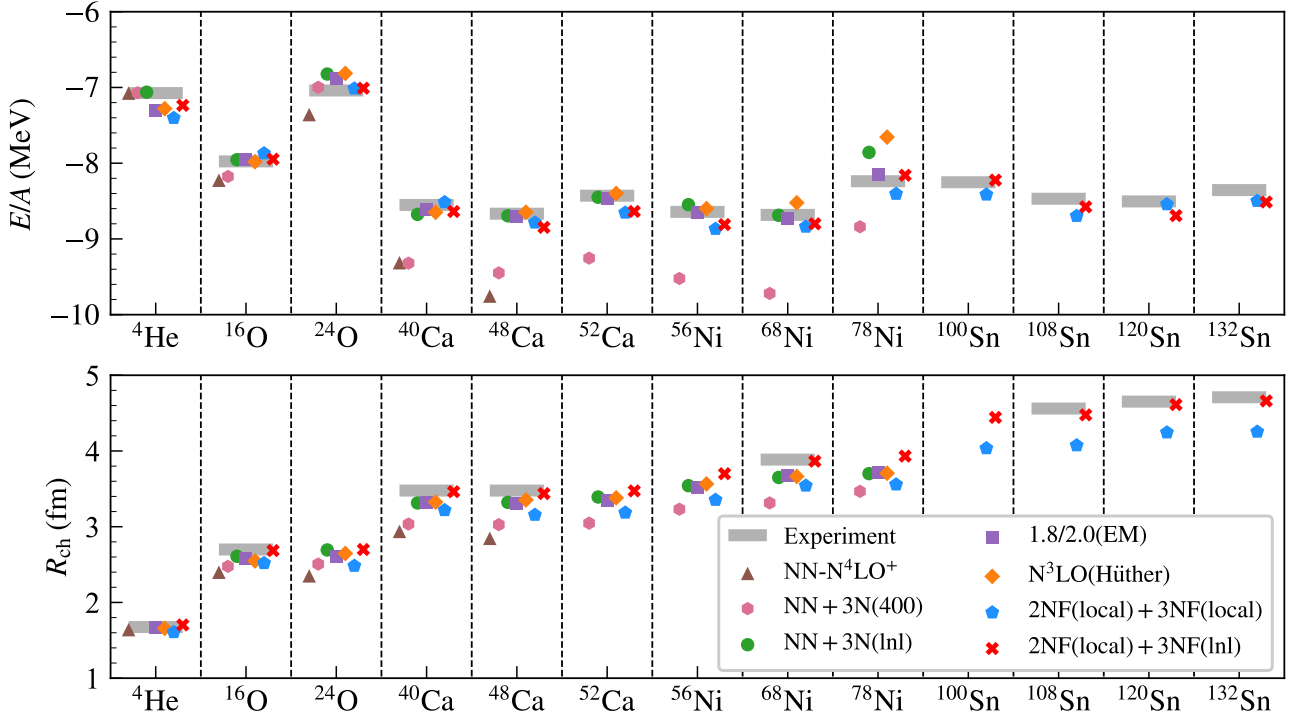 −6
−7
−8
−9
−10
E/A (MeV)
⁴He ¹⁶O ²⁴O ⁴⁰Ca ⁴⁸Ca ⁵²Ca ⁵⁶Ni ⁶⁸Ni ⁷⁸Ni ¹⁰⁰Sn ¹⁰⁸Sn ¹²⁰Sn ¹³²Sn
5
4
3
2
1
R_ch (fm)
Experiment
NN-N⁴LO⁺
NN + 3N(400)
NN + 3N(lnl)
1.8/2.0(EM)
N³LO(Hüther)
2NF(local) + 3NF(local)
2NF(local) + 3NF(lnl)
⁴He ¹⁶O ²⁴O ⁴⁰Ca ⁴⁸Ca ⁵²Ca ⁵⁶Ni ⁶⁸Ni ⁷⁸Ni ¹⁰⁰Sn ¹⁰⁸Sn ¹²⁰Sn ¹³²Sn